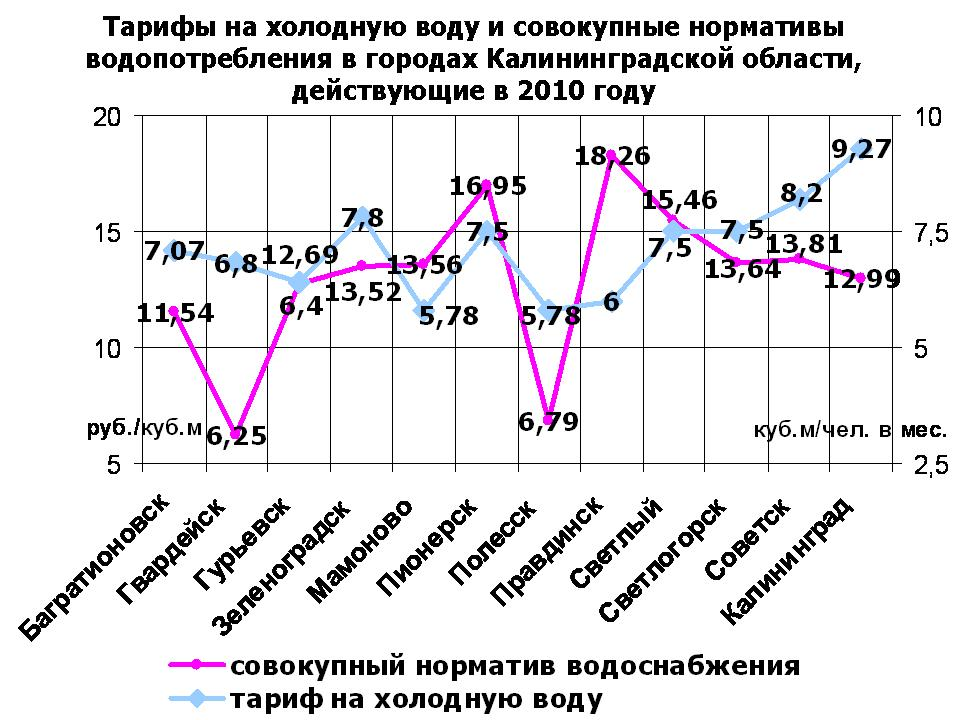 Тарифы на холодную воду и совокупные нормативы
водопотребления в городах Калининградской области,
действующие в 2010 году
20
10
18,26
9,27
16,95
8,2
7,8
15,46
15
7,5
7,07
6,8
12,69
13,56
7,5
7,5
7,5
13,81
13,64
12,99
11,54
6,4
13,52
5,78
5,78
6
10
5
руб./куб.м
6,25
6,79
куб.м/чел. в мес.
5
2,5
Багратионовск
Гвардейск
Гурьевск
Зеленоградск
Мамоново
Пионерск
Полесск
Правдинск
Светлый
Светлогорск
Советск
Калининград
совокупный норматив водоснабжения
тариф на холодную воду